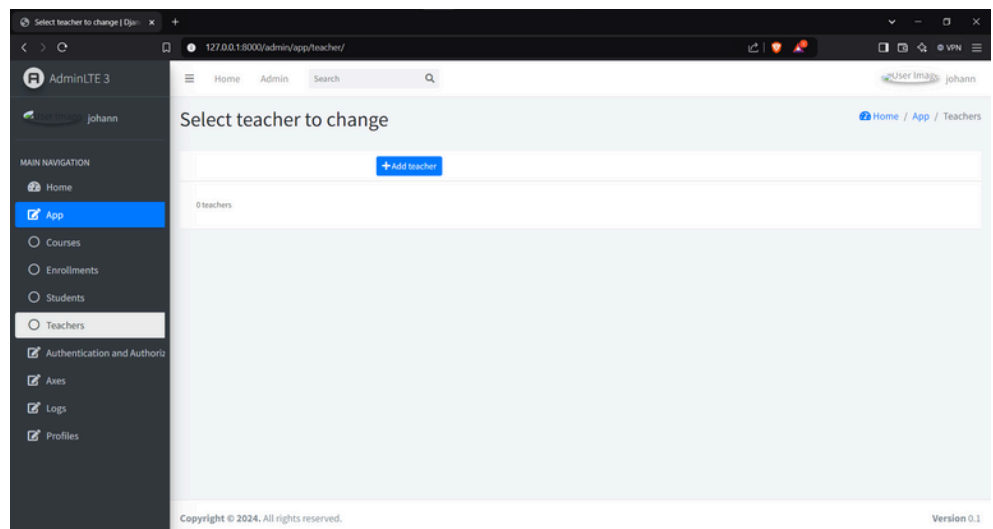 Select teacher to change | Djan
127.0.0.1:8000/admin/app/teacher/
VPN
AdminLTE 3
Home Admin Search
User Image johann
johann
Select teacher to change
Home / App / Teachers
MAIN NAVIGATION
Add teacher
Home
0 teachers
App
Courses
Enrollments
Students
Teachers
Authentication and Authoriz
Axes
Logs
Profiles
Copyright © 2024. All rights reserved.
Version 0.1